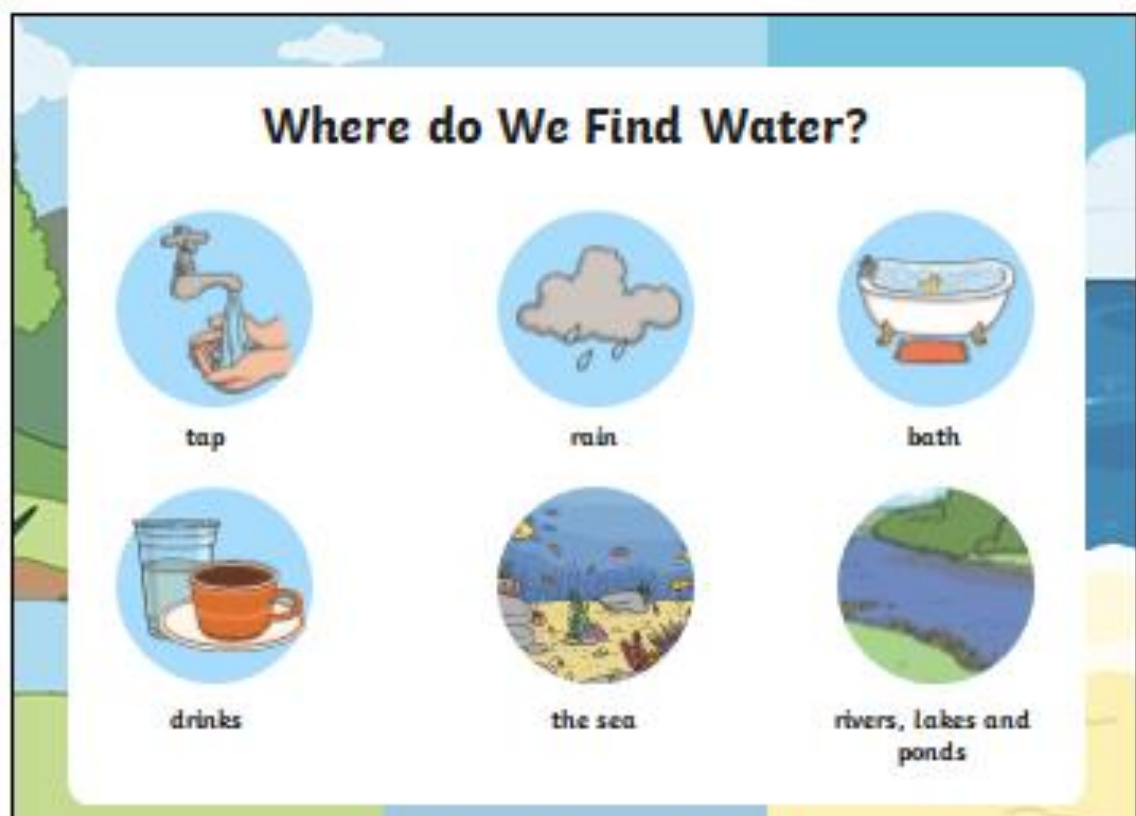 Where do We Find Water?
tap
rain
bath
drinks
the sea
rivers, lakes and
ponds